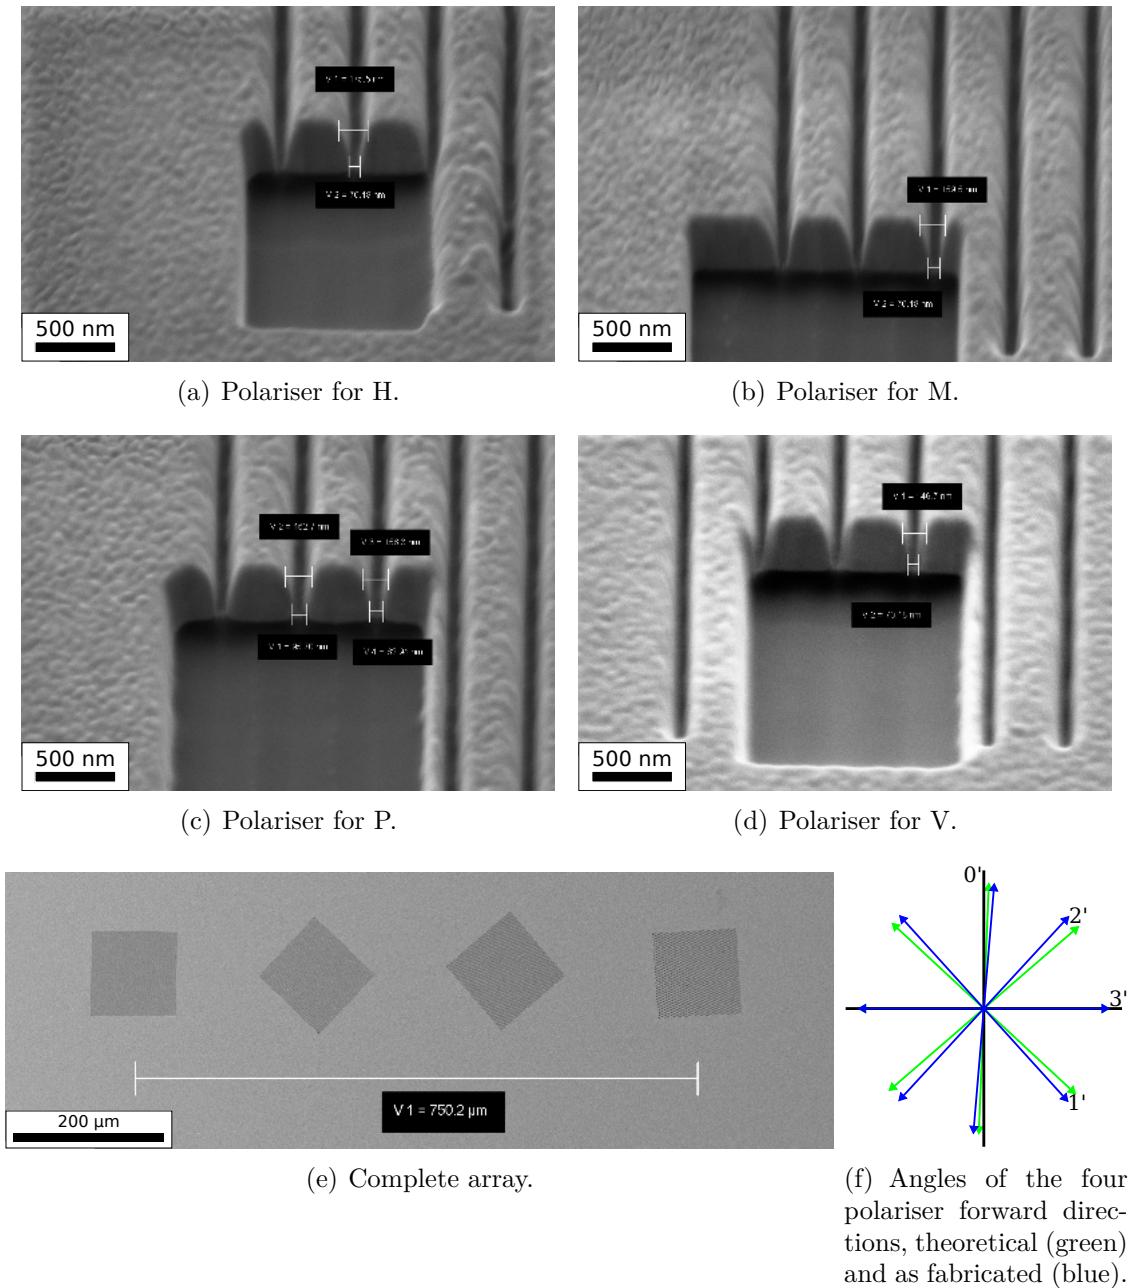 500 nm
500 nm
(a) Polariser for H.
(b) Polariser for M.
500 nm
500 nm
(c) Polariser for P.
(d) Polariser for V.
V 1 = 750.2 µm
200 µm
0'
2'
3'
1'
(e) Complete array.
(f) Angles of the four
polariser forward direc-
tions, theoretical (green)
and as fabricated (blue).